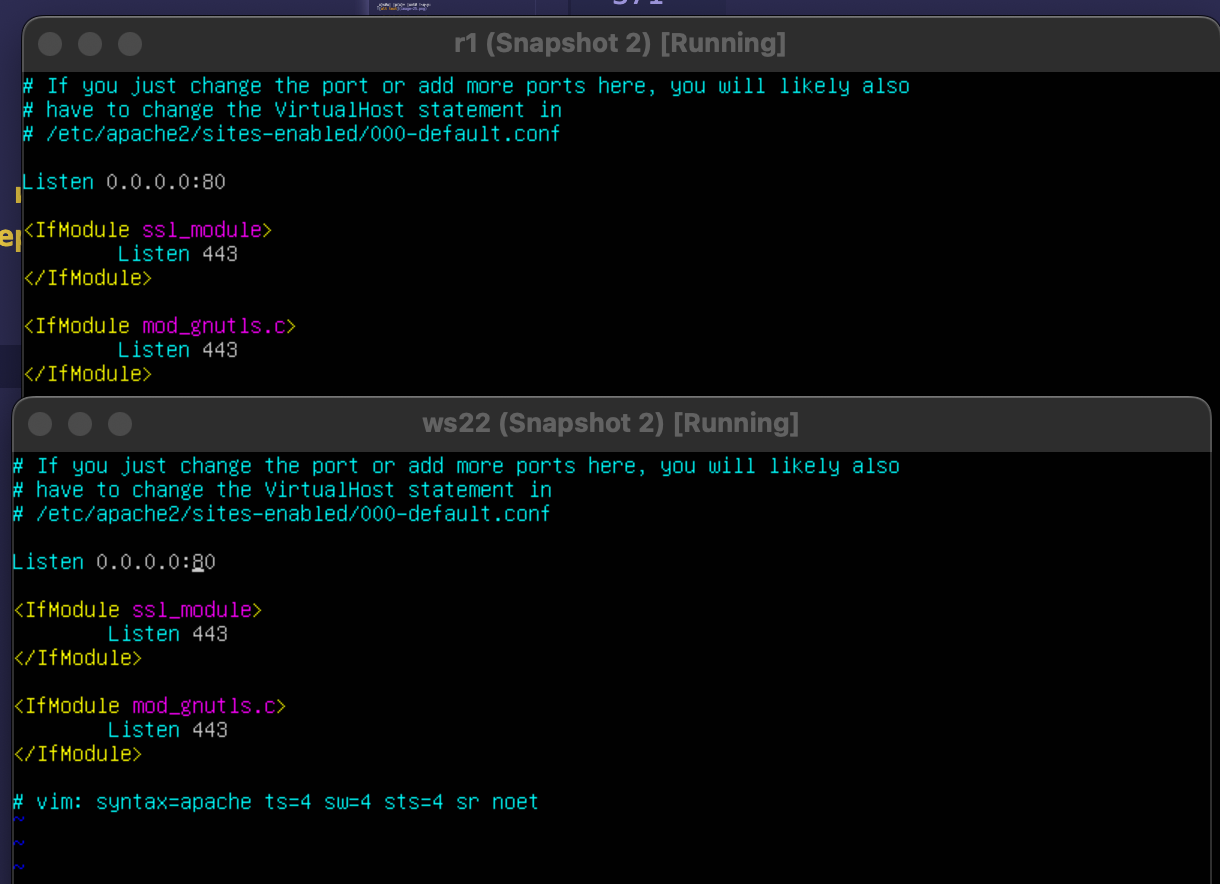 r1 (Snapshot 2) [Running]
# If you just change the port or add more ports here, you will likely also
# have to change the VirtualHost statement in
# /etc/apache2/sites-enabled/000-default.conf
Listen 0.0.0.0:80
<IfModule ssl_module>
Listen 443
</IfModule>
<IfModule mod_gnutls.c>
Listen 443
</IfModule>
ws22 (Snapshot 2) [Running]
# If you just change the port or add more ports here, you will likely also
# have to change the VirtualHost statement in
# /etc/apache2/sites-enabled/000-default.conf
Listen 0.0.0.0:80
<IfModule ssl_module>
Listen 443
</IfModule>
<IfModule mod_gnutls.c>
Listen 443
</IfModule>
# vim: syntax=apache ts=4 sw=4 sts=4 sr noet
~
~
~